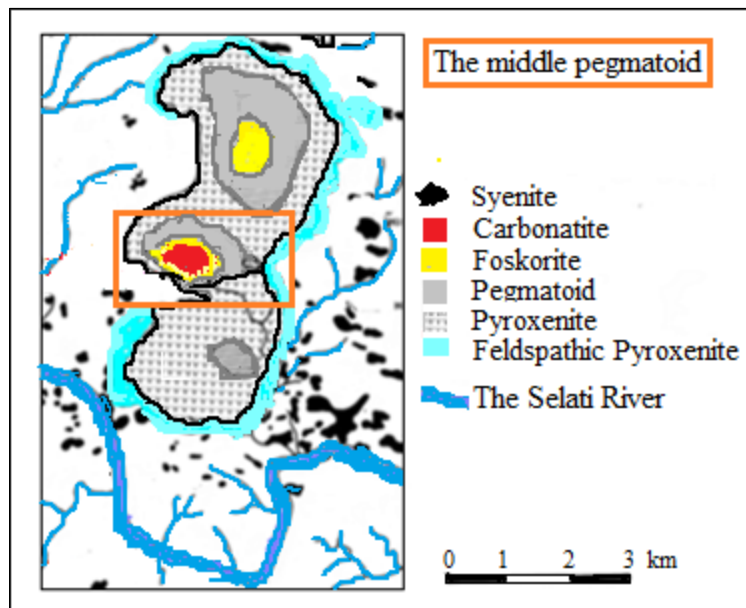 The middle pegmatoid
Syenite
Carbonatite
Foskorite
Pegmatoid
Pyroxenite
Feldspathic Pyroxenite
The Selati River
0 1 2 3 km